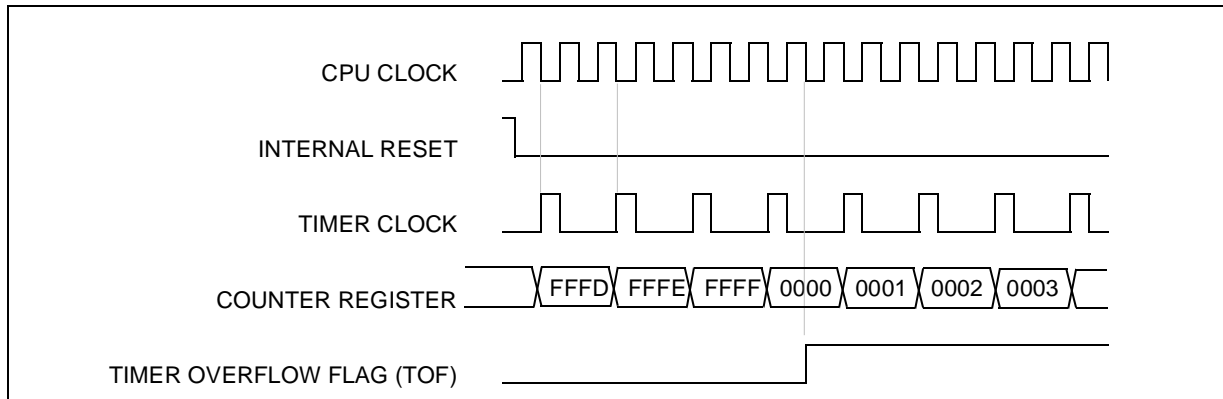 CPU CLOCK
INTERNAL RESET
TIMER CLOCK
COUNTER REGISTER
FFFD FFFE FFFF 0000 0001 0002 0003
TIMER OVERFLOW FLAG (TOF)